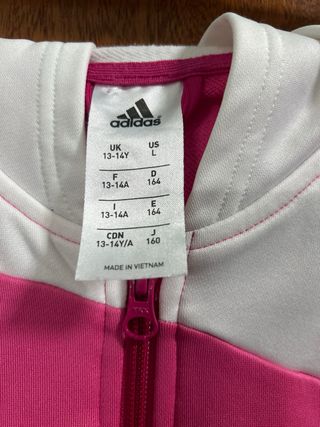 adidas
UK US
13-14Y L
F D
13-14A 164
I E
13-14A 164
CDN J
13-14Y/A 160
MADE IN VIETNAM